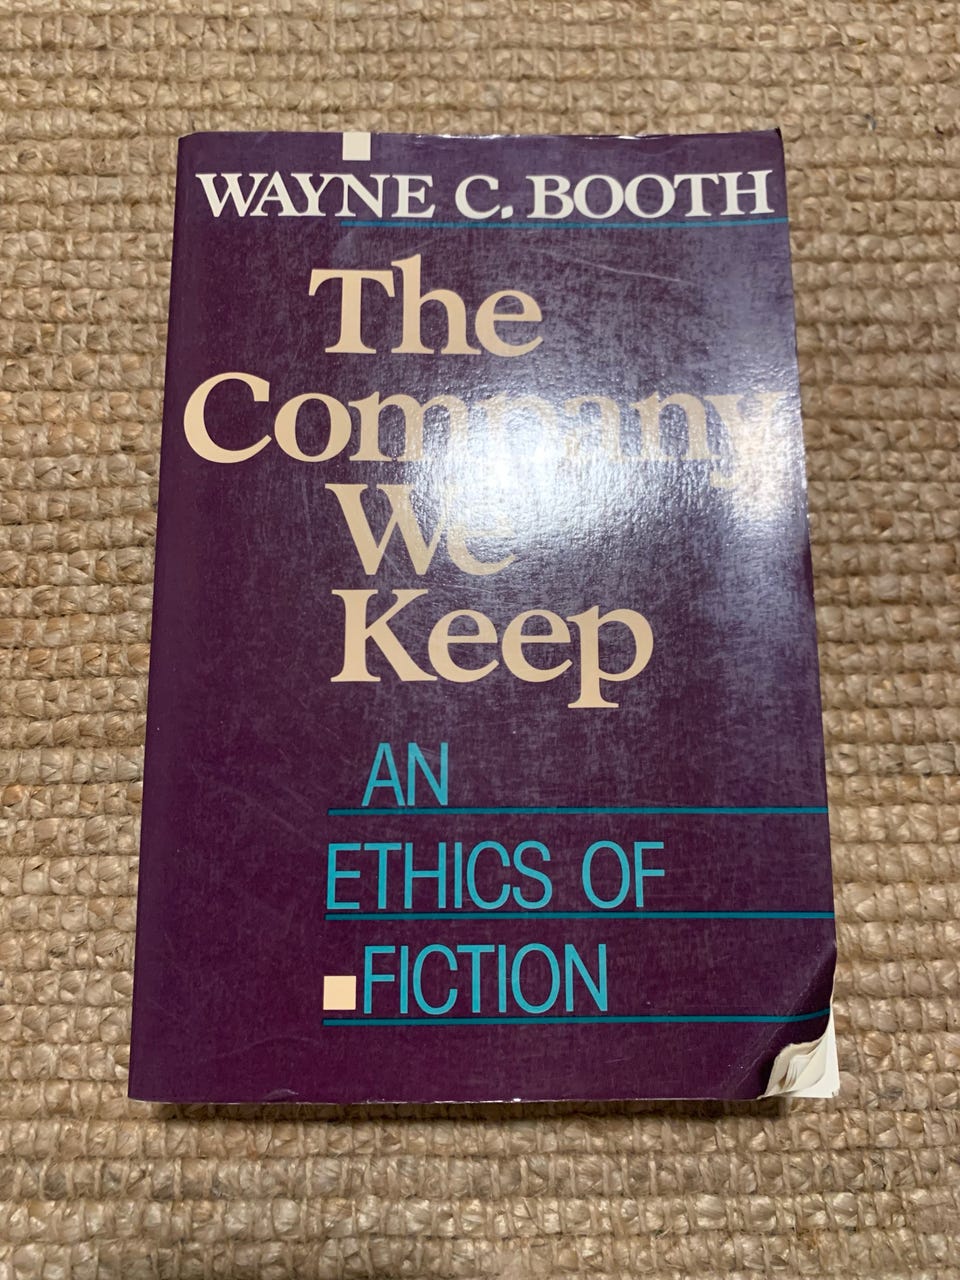 WAYNE C. BOOTH
The
Company
We
Keep
AN
ETHICS OF
FICTION